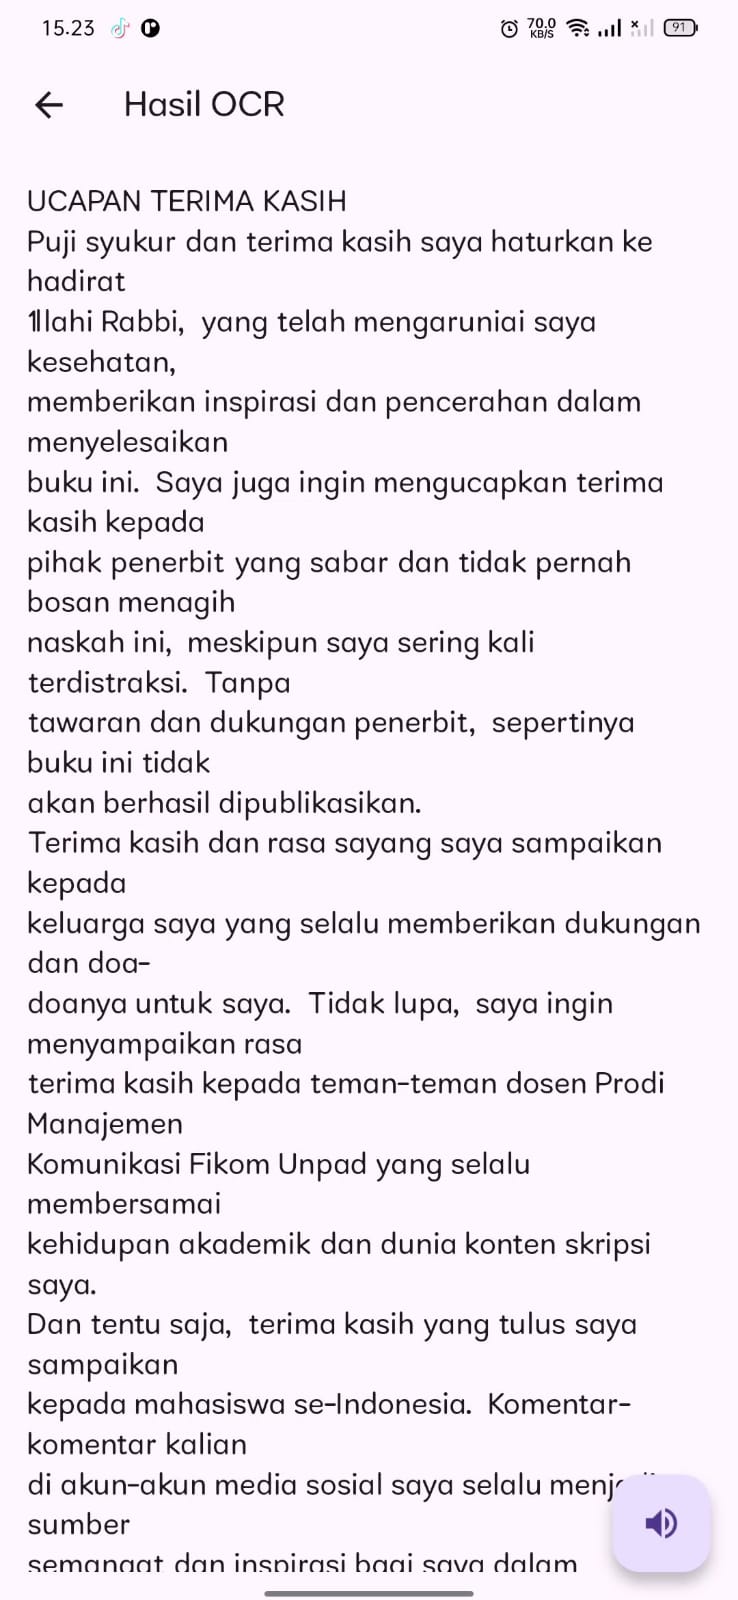 15.23
70.0
KB/S
91
Hasil OCR
UCAPAN TERIMA KASIH
Puji syukur dan terima kasih saya haturkan ke
hadirat
1llahi Rabbi,  yang telah mengaruniai saya
kesehatan,
memberikan inspirasi dan pencerahan dalam
menyelesaikan
buku ini.  Saya juga ingin mengucapkan terima
kasih kepada
pihak penerbit yang sabar dan tidak pernah
bosan menagih
naskah ini,  meskipun saya sering kali
terdistraksi.  Tanpa
tawaran dan dukungan penerbit,  sepertinya
buku ini tidak
akan berhasil dipublikasikan.
Terima kasih dan rasa sayang saya sampaikan
kepada
keluarga saya yang selalu memberikan dukungan
dan doa-
doanya untuk saya.  Tidak lupa,  saya ingin
menyampaikan rasa
terima kasih kepada teman-teman dosen Prodi
Manajemen
Komunikasi Fikom Unpad yang selalu
membersamai
kehidupan akademik dan dunia konten skripsi
saya.
Dan tentu saja,  terima kasih yang tulus saya
sampaikan
kepada mahasiswa se-Indonesia.  Komentar-
komentar kalian
di akun-akun media sosial saya selalu
sumber
semangat dan inspirasi bagi saya dalam